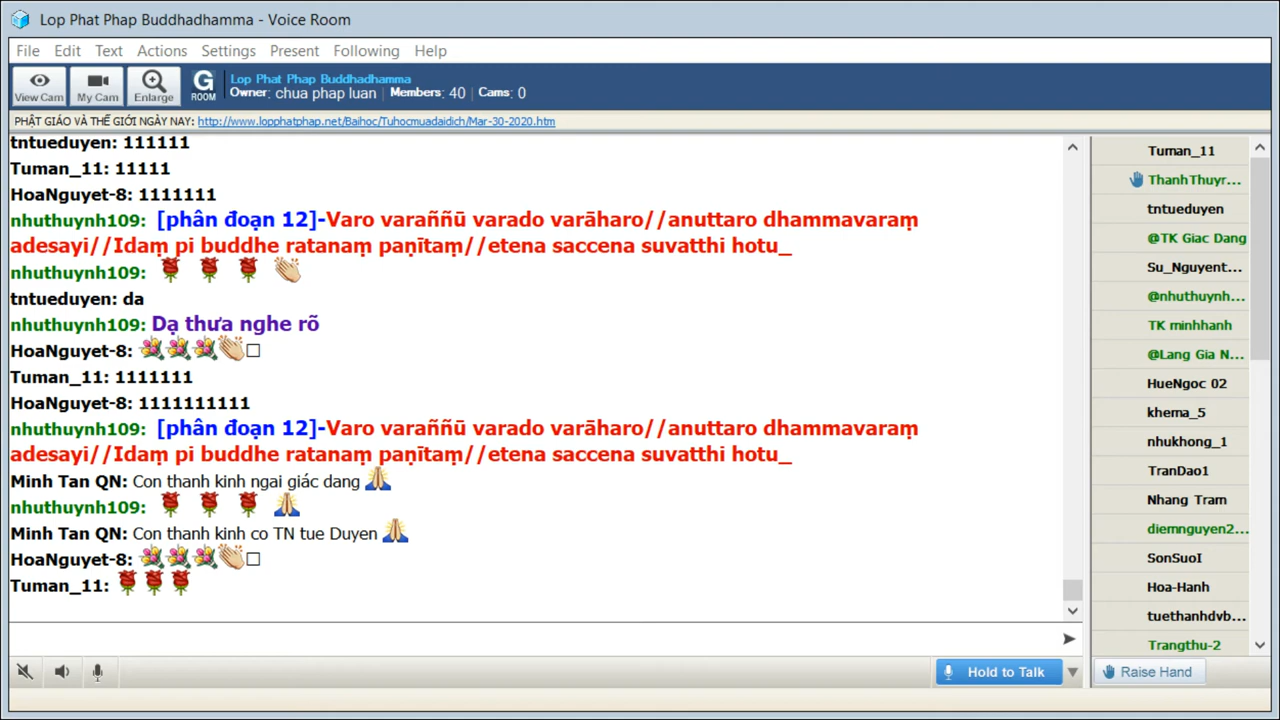 Lop Phat Phap Buddhadhamma - Voice Room
File Edit Text Actions Settings Present Following Help
View Cam My Cam Enlarge G ROOM
Lop Phat Phap Buddhadhamma
Owner: chua phap luan | Members: 40 | Cams: 0
PHẬT GIÁO VÀ THẾ GIỚI NGÀY NAY: http://www.lopphatphap.net/Baihoc/Tuhocmuadaidich/Mar-30-2020.htm
tntueduyen: 111111
Tuman_11: 11111
HoaNguyet-8: 1111111
nhuthuynh109: [phân đoạn 12]-Varo varaññū varado varāharo//anuttaro dhammavaraṃ
adesayi//Idaṃ pi buddhe ratanaṃ paṇītaṃ//etena saccena suvatthi hotu_
nhuthuynh109: 🌹 🌹 🌹 👏
tntueduyen: da
nhuthuynh109: Dạ thưa nghe rõ
HoaNguyet-8: 💐💐💐👏□
Tuman_11: 1111111
HoaNguyet-8: 1111111111
nhuthuynh109: [phân đoạn 12]-Varo varaññū varado varāharo//anuttaro dhammavaraṃ
adesayi//Idaṃ pi buddhe ratanaṃ paṇītaṃ//etena saccena suvatthi hotu_
Minh Tan QN: Con thanh kinh ngai giác dang 🙏
nhuthuynh109: 🌹 🌹 🌹 🙏
Minh Tan QN: Con thanh kinh co TN tue Duyen 🙏
HoaNguyet-8: 💐💐💐👏□
Tuman_11: 🌹🌹🌹
Tuman_11
ThanhThuyr...
tntueduyen
@TK Giac Dang
Su_Nguyent...
@nhuthuynh...
TK minhhanh
@Lang Gia N...
HueNgoc 02
khema_5
nhukhong_1
TranDao1
Nhang Tram
diemnguyen2...
SonSuoI
Hoa-Hanh
tuethanhdvb...
Trangthu-2
Hold to Talk
Raise Hand